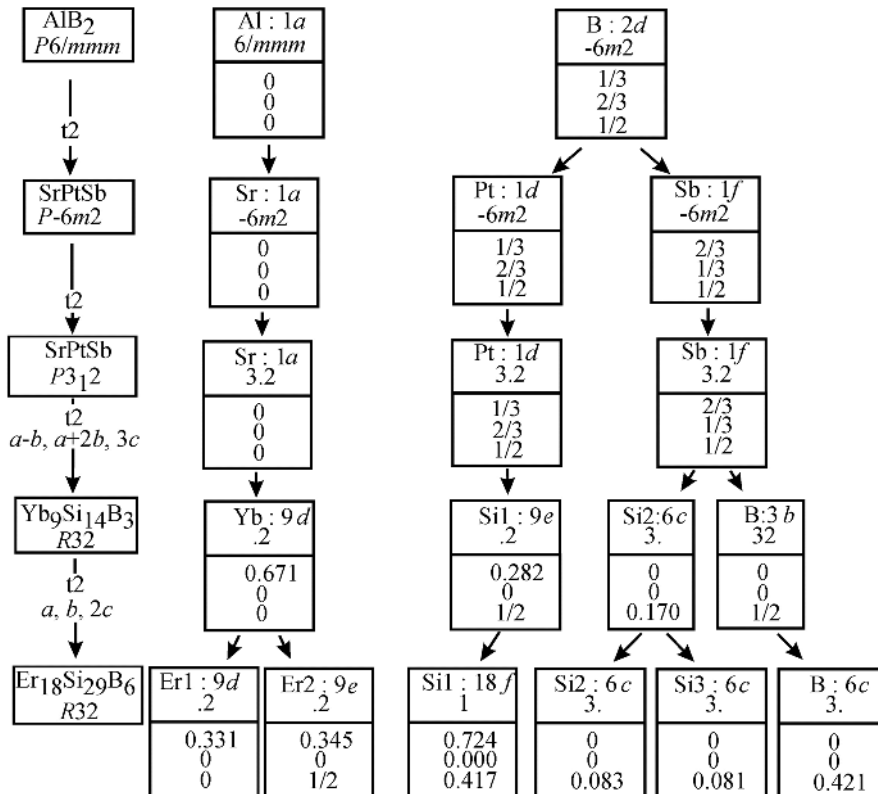 AlB2
P6/mmm
Al : 1a
6/mmm
0
0
0
B : 2d
-6m2
1/3
2/3
1/2
t2
SrPtSb
P-6m2
Sr : 1a
-6m2
0
0
0
Pt : 1d
-6m2
1/3
2/3
1/2
Sb : 1f
-6m2
2/3
1/3
1/2
t2
SrPtSb
P312
Sr : 1a
3.2
0
0
0
Pt : 1d
3.2
1/3
2/3
1/2
Sb : 1f
3.2
2/3
1/3
1/2
t2
a-b, a+2b, 3c
Yb9Si14B3
R32
Yb : 9d
.2
0.671
0
0
Si1 : 9e
.2
0.282
0
1/2
Si2:6c
3.
0
0
0.170
B:3 b
32
0
0
1/2
t2
a, b, 2c
Er18Si29B6
R32
Er1 : 9d
.2
0.331
0
0
Er2 : 9e
.2
0.345
0
1/2
Si1 : 18 f
1
0.724
0.000
0.417
Si2 : 6c
3.
0
0
0.083
Si3 : 6c
3.
0
0
0.081
B : 6c
3.
0
0
0.421